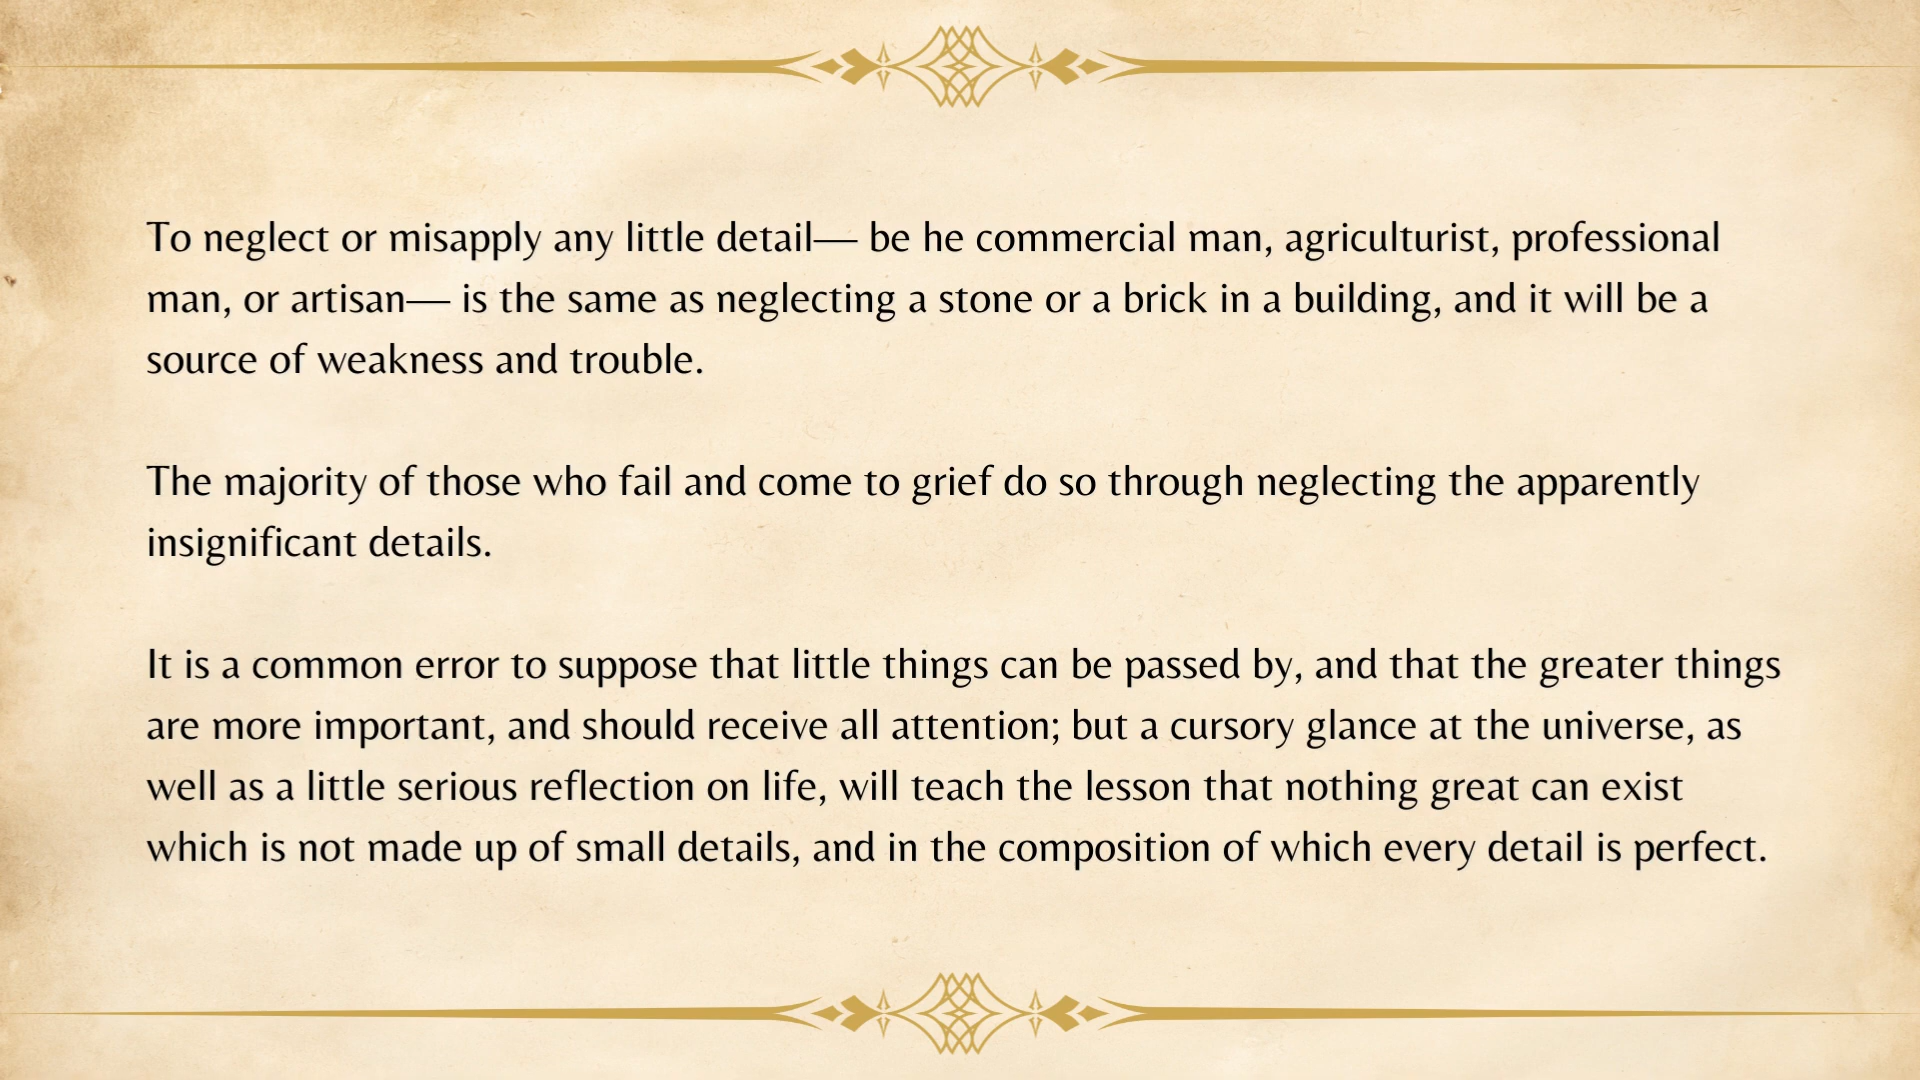 To neglect or misapply any little detail— be he commercial man, agriculturist, professional
man, or artisan— is the same as neglecting a stone or a brick in a building, and it will be a
source of weakness and trouble.
The majority of those who fail and come to grief do so through neglecting the apparently
insignificant details.
It is a common error to suppose that little things can be passed by, and that the greater things
are more important, and should receive all attention; but a cursory glance at the universe, as
well as a little serious reflection on life, will teach the lesson that nothing great can exist
which is not made up of small details, and in the composition of which every detail is perfect.